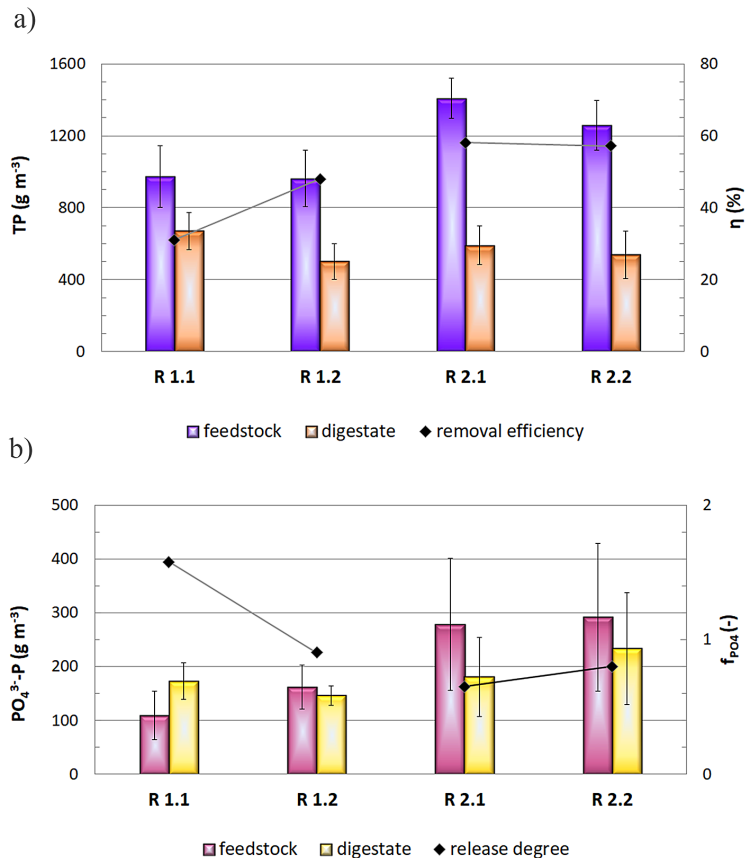 a)
1600
1200
800
400
0
TP (g m⁻³)
80
60
40
20
0
η (%)
R 1.1 R 1.2 R 2.1 R 2.2
feedstock digestate removal efficiency
b)
500
400
300
200
100
0
PO₄³⁻-P (g m⁻³)
2
1
0
f_PO4 (-)
R 1.1 R 1.2 R 2.1 R 2.2
feedstock digestate release degree